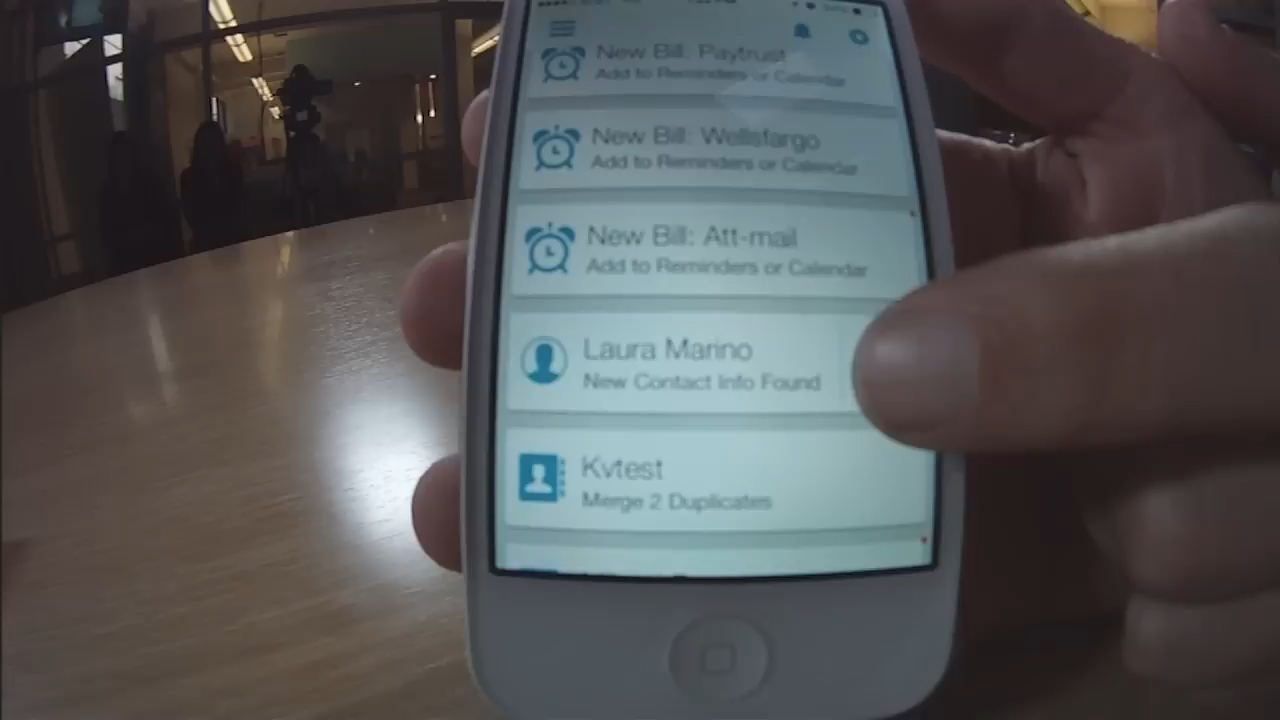 New Bill: Paytrust
Add to Reminders or Calendar
New Bill: Wellsfargo
Add to Reminders or Calendar
New Bill: Att-mail
Add to Reminders or Calendar
Laura Marino
New Contact Info Found
Kvtest
Merge 2 Duplicates